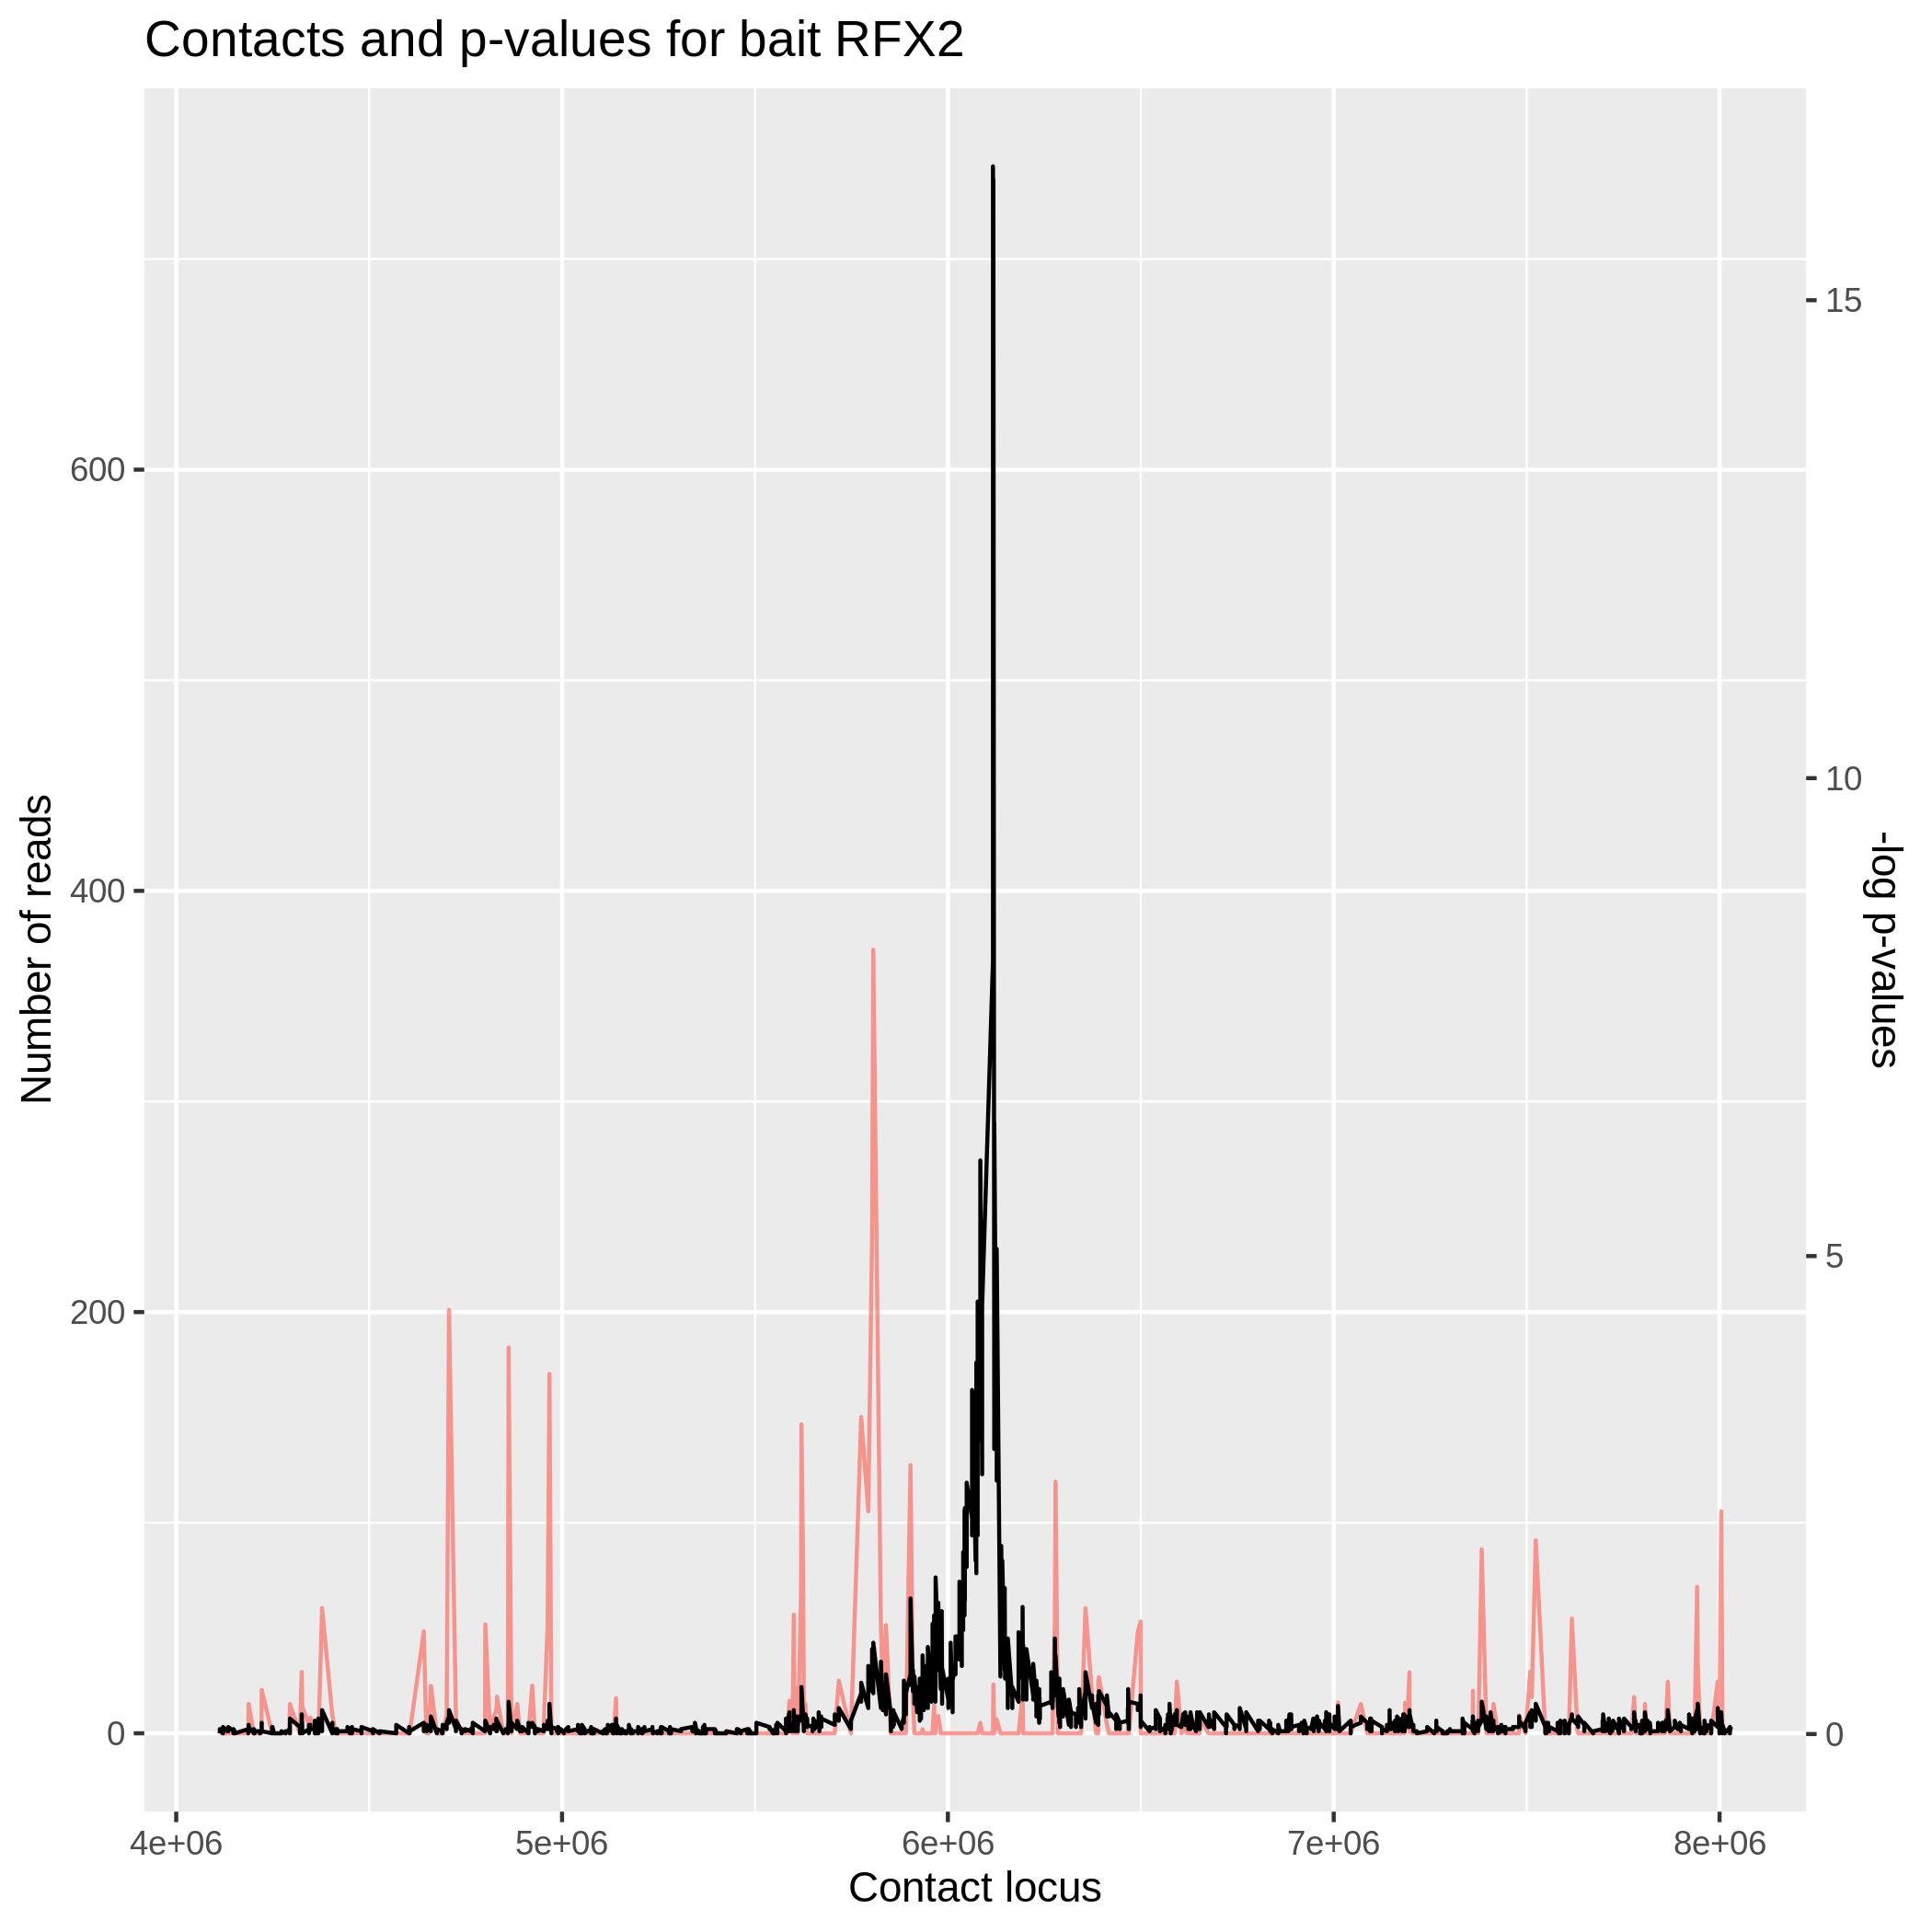 Contacts and p-values for bait RFX2
Number of reads
600
400
200
0
15
10
5
0
-log p-values
4e+06 5e+06 6e+06 7e+06 8e+06
Contact locus